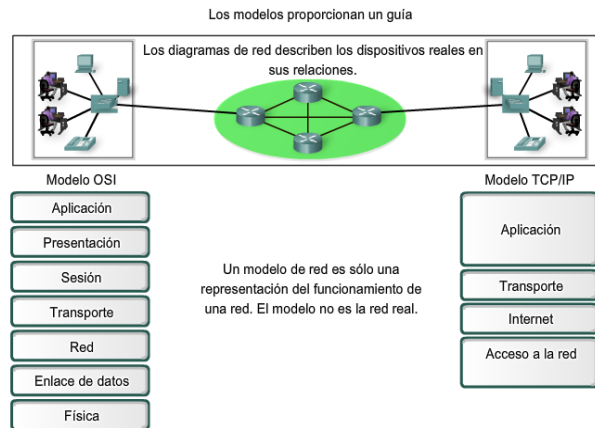 Los modelos proporcionan un guía
Los diagramas de red describen los dispositivos reales en
sus relaciones.
Modelo OSI
Aplicación
Presentación
Sesión
Transporte
Red
Enlace de datos
Física
Un modelo de red es sólo una
representación del funcionamiento de
una red. El modelo no es la red real.
Modelo TCP/IP
Aplicación
Transporte
Internet
Acceso a la red